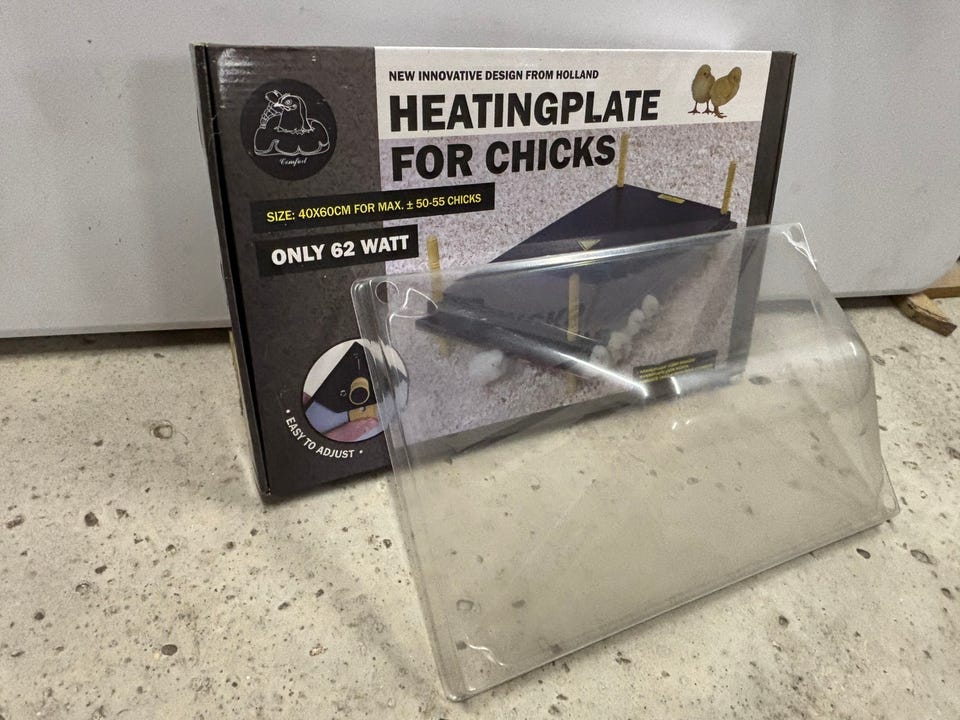 NEW INNOVATIVE DESIGN FROM HOLLAND
HEATINGPLATE
FOR CHICKS
Comfort
SIZE: 40X60CM FOR MAX. ± 50-55 CHICKS
ONLY 62 WATT
• EASY TO ADJUST •